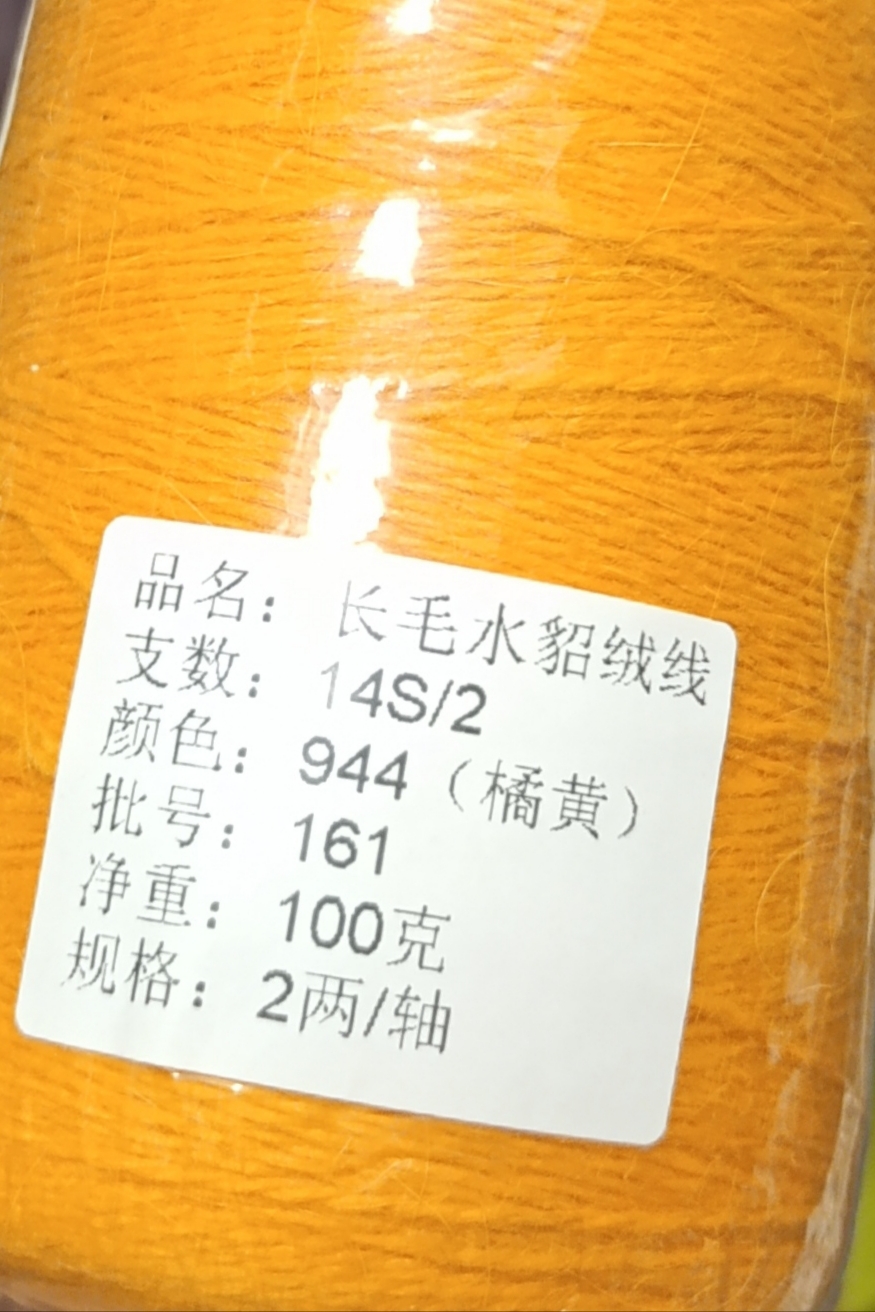 品名： 长毛水貂绒线
支数： 14S/2
颜色： 944（橘黄）
批号： 161
净重： 100克
规格： 2两/轴